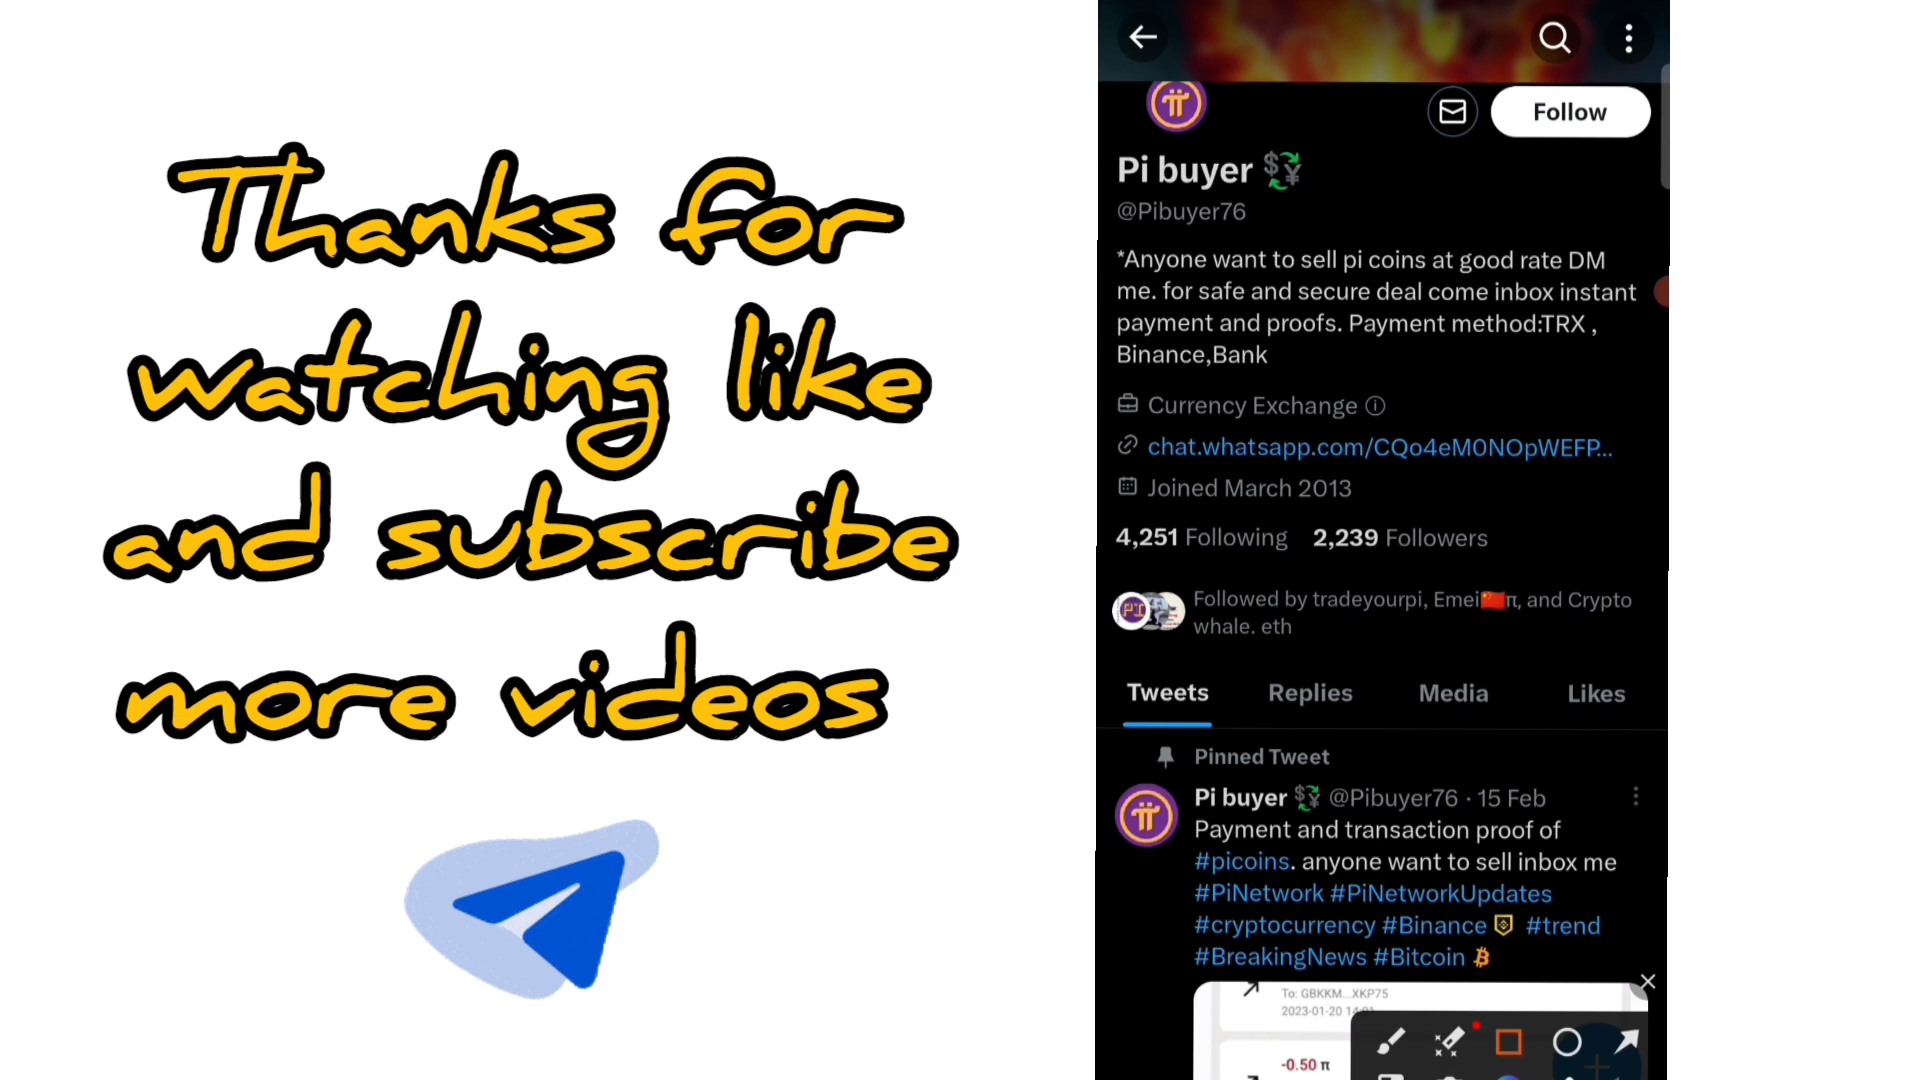 Thanks for
watching like
and subscribe
more videos
Follow
Pi buyer
@Pibuyer76
*Anyone want to sell pi coins at good rate DM
me. for safe and secure deal come inbox instant
payment and proofs. Payment method:TRX ,
Binance,Bank
Currency Exchange
chat.whatsapp.com/CQo4eM0NOpWEFP...
Joined March 2013
4,251 Following 2,239 Followers
Followed by tradeyourpi, Emei🇨🇳π, and Crypto
whale. eth
Tweets Replies Media Likes
Pinned Tweet
Pi buyer @Pibuyer76 · 15 Feb
Payment and transaction proof of
#picoins. anyone want to sell inbox me
#PiNetwork #PiNetworkUpdates
#cryptocurrency #Binance #trend
#BreakingNews #Bitcoin
To: GBKKM...XKP75
2023-01-20
-0.50 π